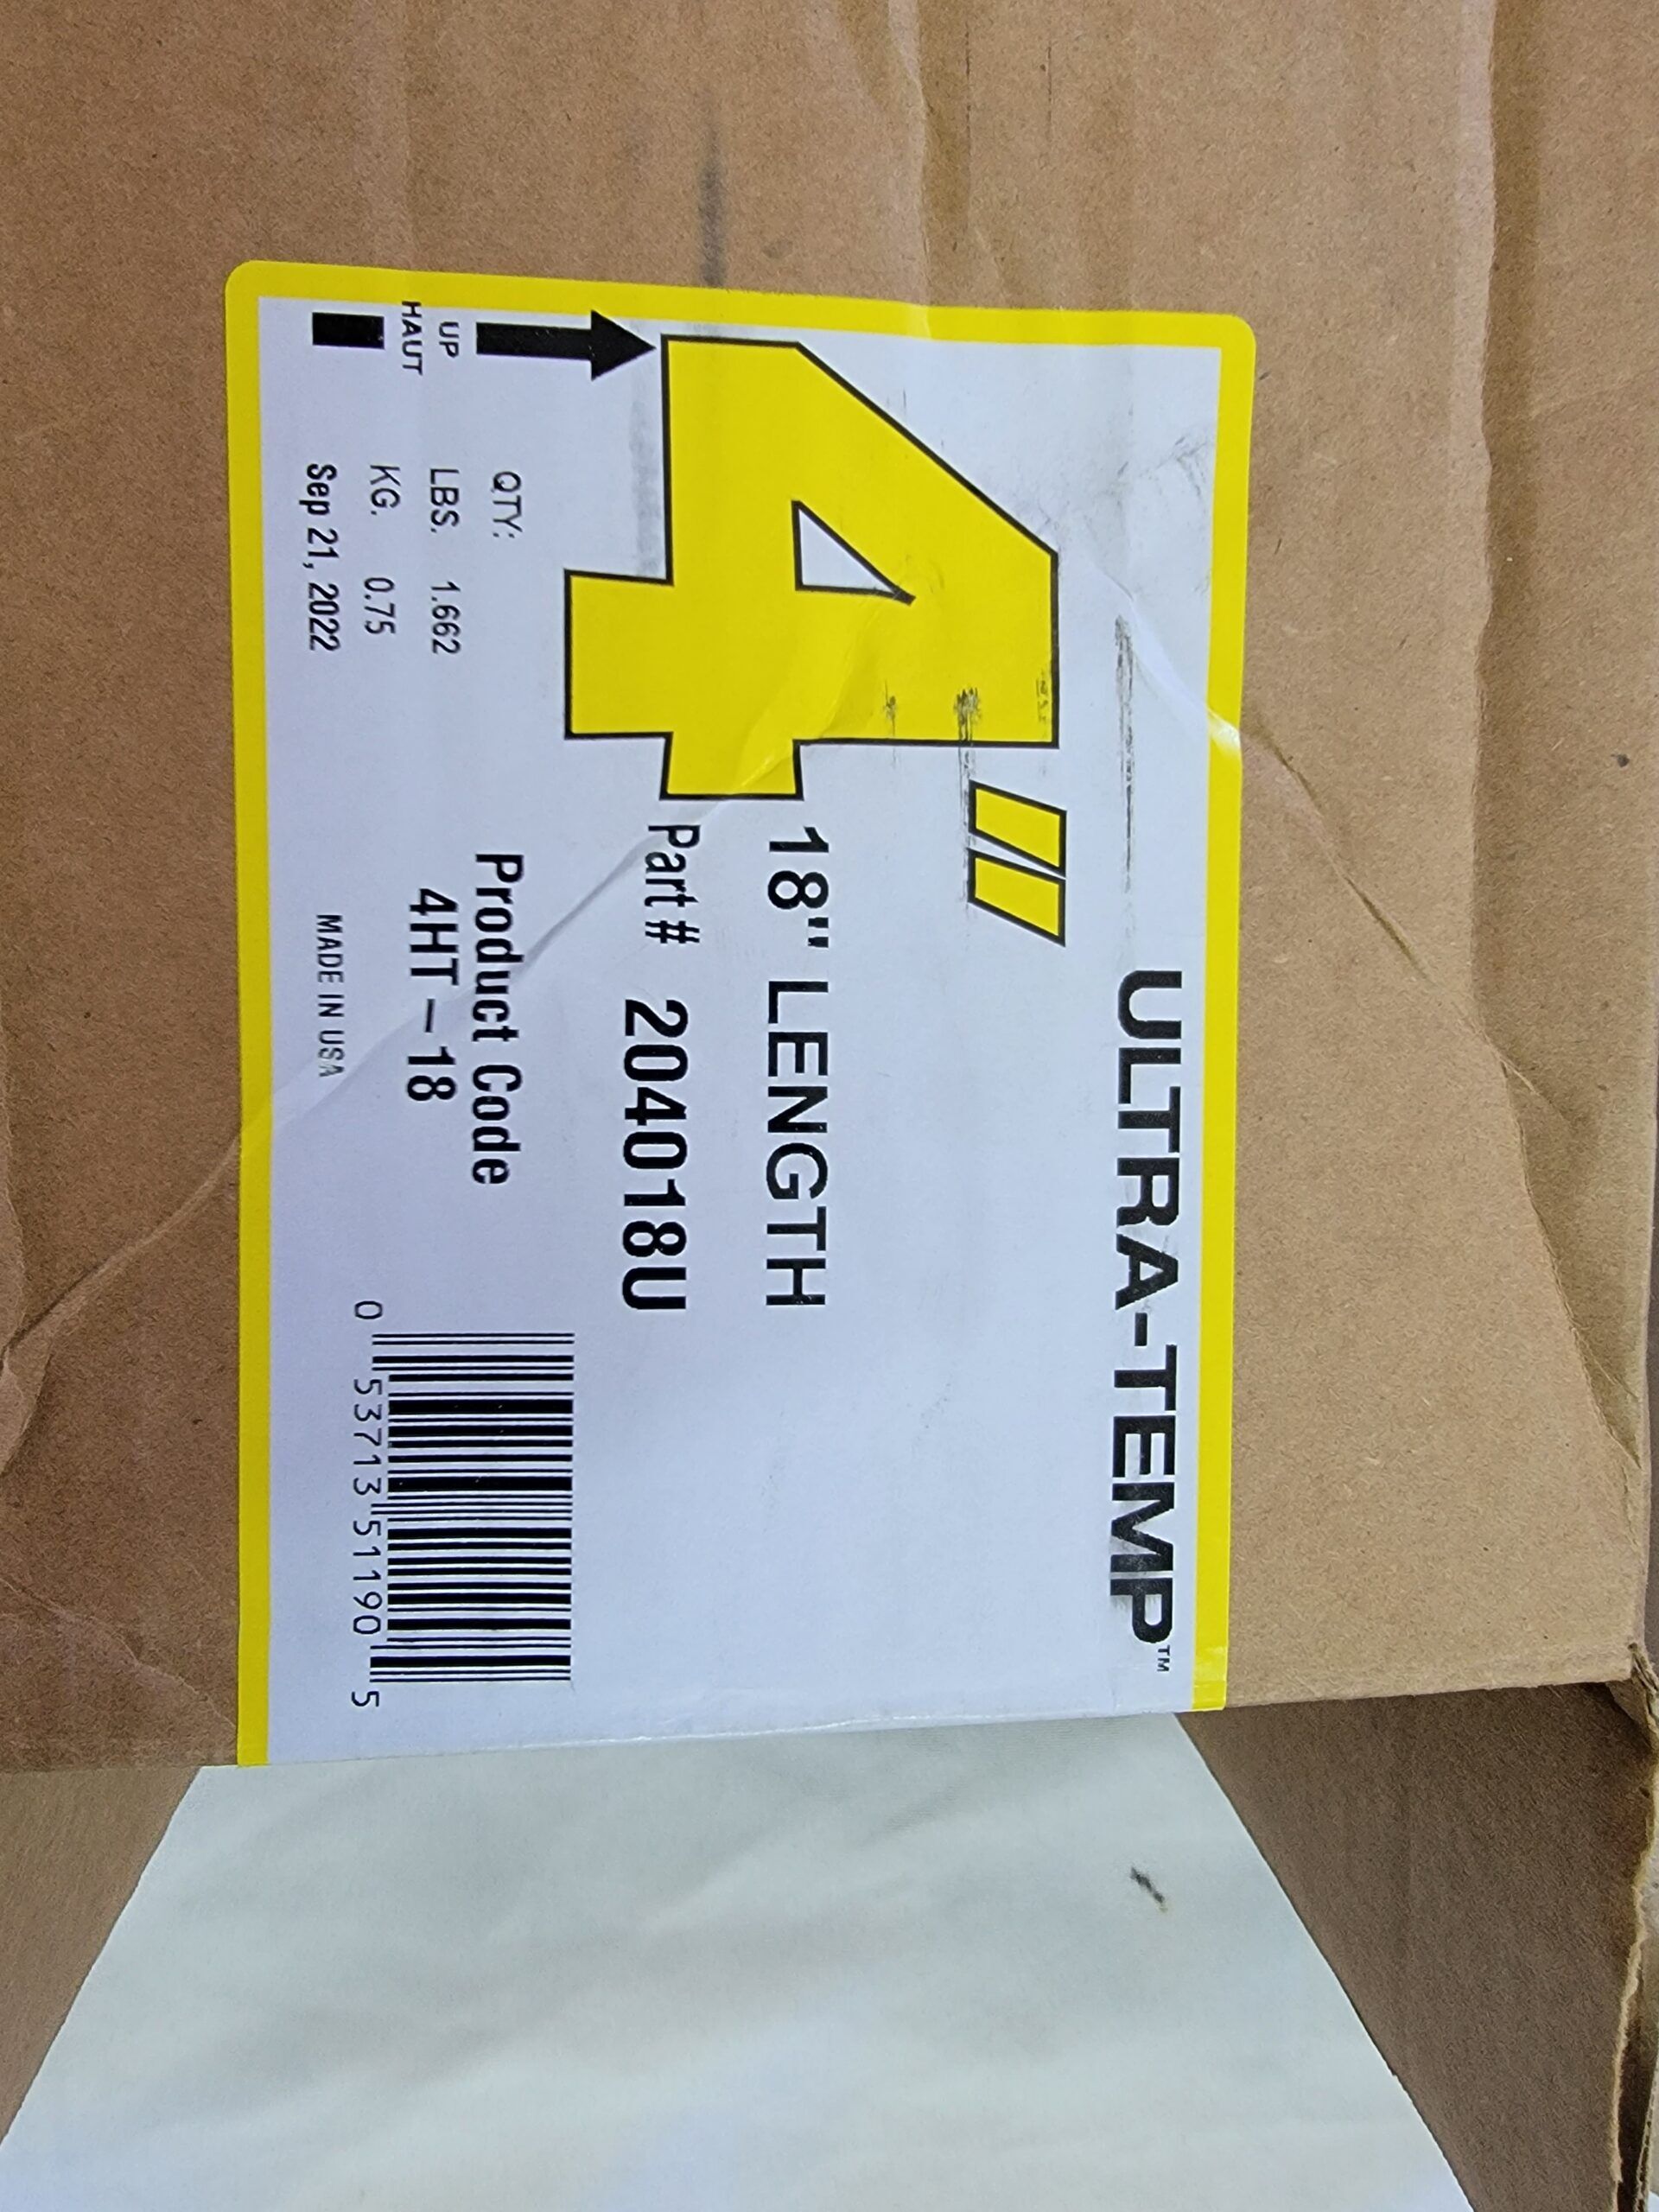 ULTRA-TEMP™
4"
18" LENGTH
Part # 204018U
QTY:
LBS. 1.662
KG. 0.75
Sep 21, 2022
UP
HAUT
Product Code
4HT – 18
MADE IN USA
0 53713 51190 5